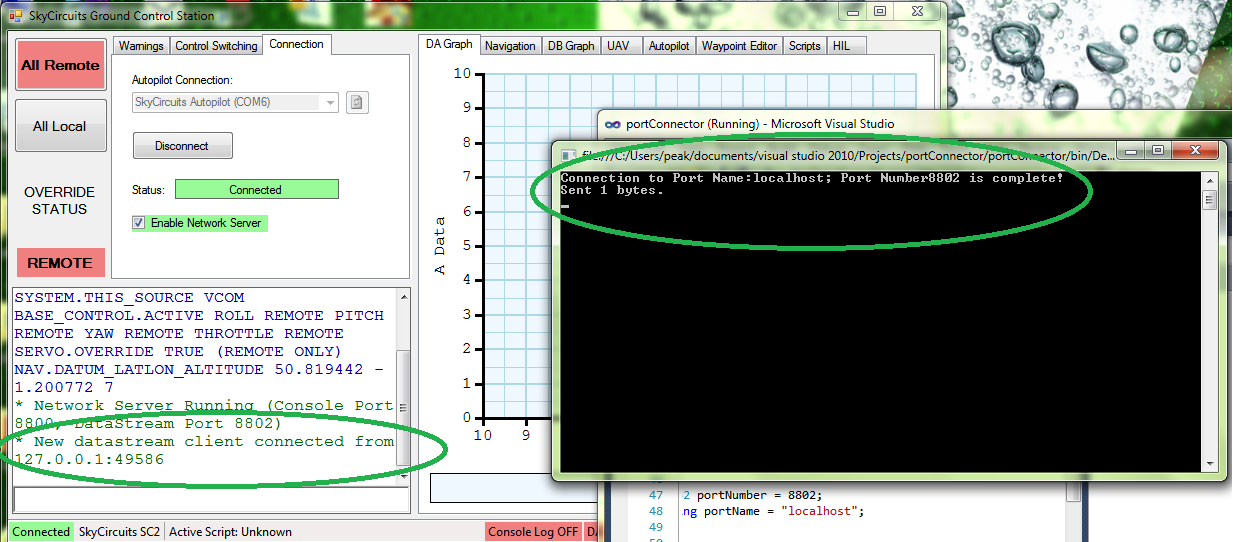 SkyCircuits Ground Control Station
All Remote
All Local
OVERRIDE
STATUS
REMOTE
Warnings Control Switching Connection
Autopilot Connection:
SkyCircuits Autopilot (COM6)
Disconnect
Status: Connected
Enable Network Server
SYSTEM.THIS_SOURCE VCOM
BASE_CONTROL.ACTIVE ROLL REMOTE PITCH
REMOTE YAW REMOTE THROTTLE REMOTE
SERVO.OVERRIDE TRUE (REMOTE ONLY)
NAV.DATUM_LATLON_ALTITUDE 50.819442 -
1.200772 7
* Network Server Running (Console Port
8800, DataStream Port 8802)
* New datastream client connected from
127.0.0.1:49586
Connected SkyCircuits SC2 Active Script: Unknown Console Log OFF DA
DA Graph Navigation DB Graph UAV Autopilot Waypoint Editor Scripts HIL
A Data
10
9
8
7
6
5
4
3
2
1
0
10 9
portConnector (Running) - Microsoft Visual Studio
file:///C:/Users/peak/documents/visual studio 2010/Projects/portConnector/portConnector/bin/De...
Connection to Port Name:localhost; Port Number8802 is complete!
Sent 1 bytes.
47 2 portNumber = 8802;
48 ng portName = "localhost";
49
50